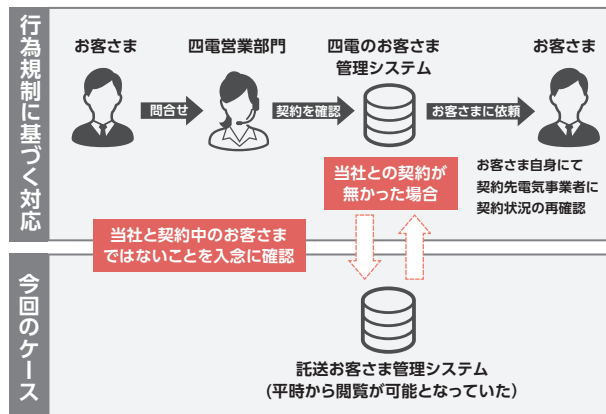 行為規制に基づく対応
お客さま
四電営業部門
四電のお客さま
管理システム
お客さま
問合せ
契約を確認
お客さまに依頼
当社との契約が
無かった場合
お客さま自身にて
契約先電気事業者に
契約状況の再確認
当社と契約中のお客さま
ではないことを入念に確認
今回のケース
託送お客さま管理システム
(平時から閲覧が可能となっていた)